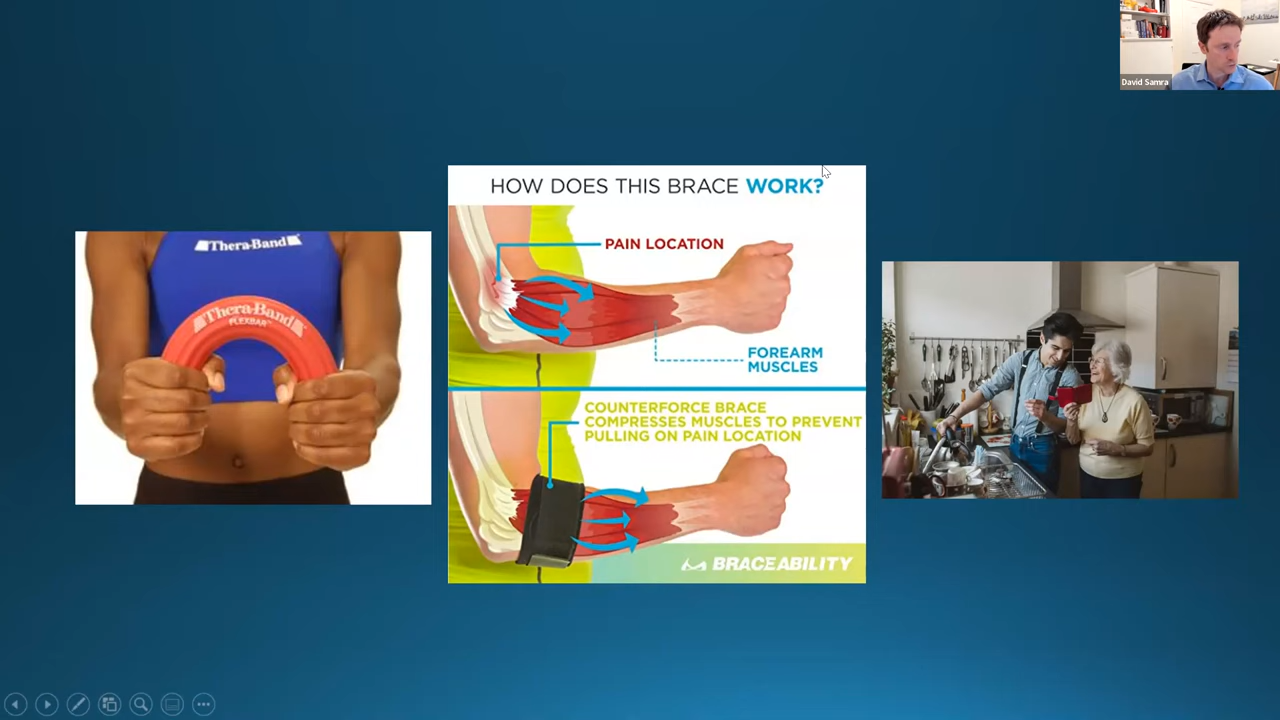 David Samra
HOW DOES THIS BRACE WORK?
PAIN LOCATION
FOREARM
MUSCLES
COUNTERFORCE BRACE
COMPRESSES MUSCLES TO PREVENT
PULLING ON PAIN LOCATION
BRACEABILITY
Thera-Band
Thera-Band
FLEXBAR™